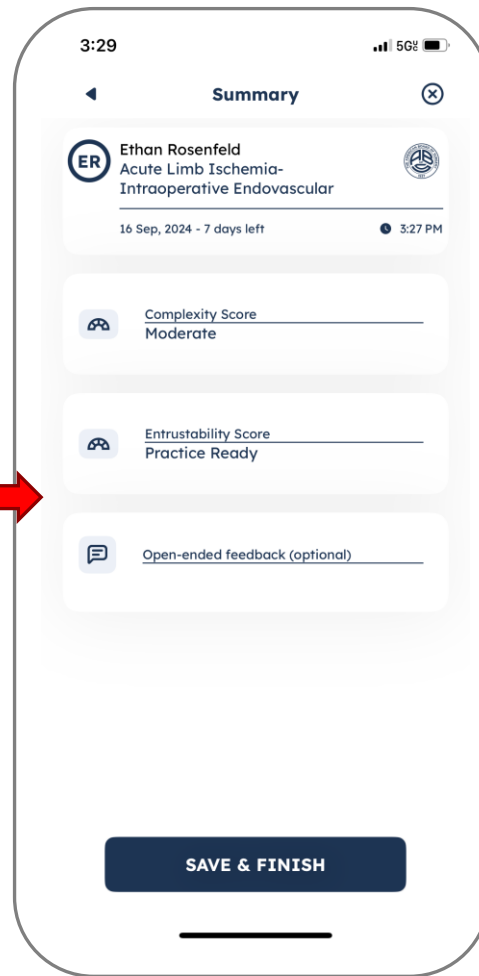 3:29
5G
Summary
ER
Ethan Rosenfeld
Acute Limb Ischemia-
Intraoperative Endovascular
16 Sep, 2024 - 7 days left
3:27 PM
Complexity Score
Moderate
Entrustability Score
Practice Ready
Open-ended feedback (optional)
SAVE & FINISH